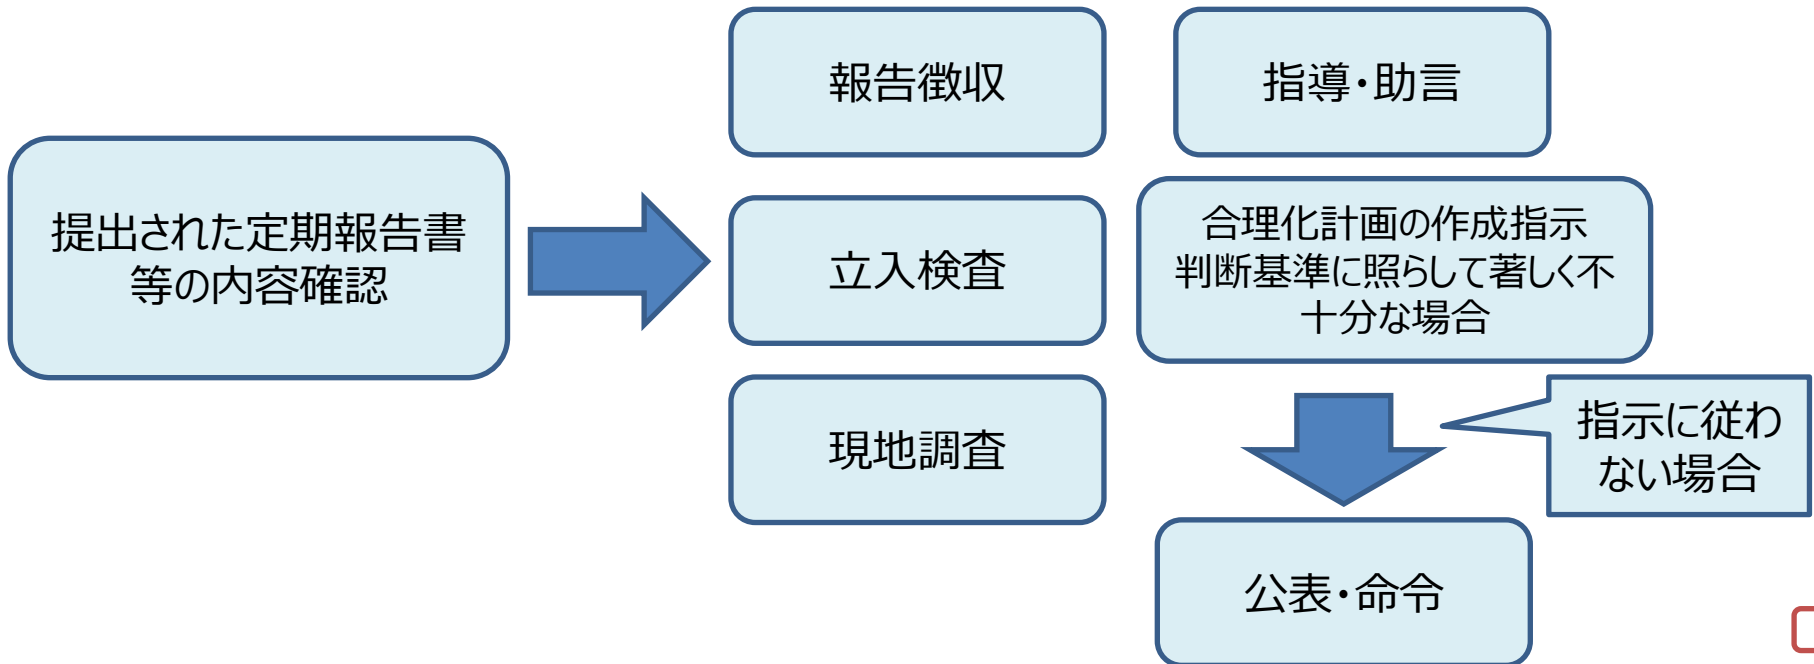 報告徴収
指導・助言
提出された定期報告書
等の内容確認
立入検査
合理化計画の作成指示
判断基準に照らして著しく不
十分な場合
現地調査
指示に従わ
ない場合
公表・命令